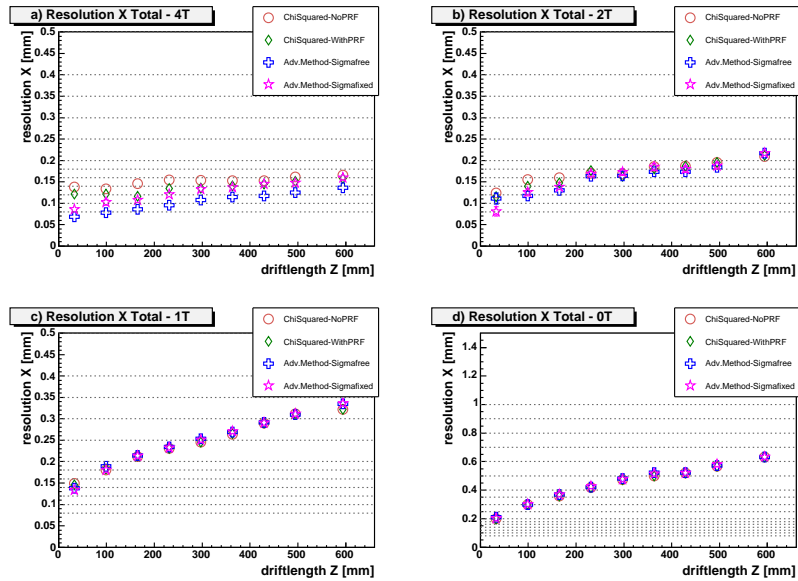 a) Resolution X Total - 4T
ChiSquared-NoPRF
ChiSquared-WithPRF
Adv.Method-Sigmafree
Adv.Method-Sigmafixed
resolution X [mm]
0.5
0.45
0.4
0.35
0.3
0.25
0.2
0.15
0.1
0.05
0
0 100 200 300 400 500 600
driftlength Z [mm]
b) Resolution X Total - 2T
ChiSquared-NoPRF
ChiSquared-WithPRF
Adv.Method-Sigmafree
Adv.Method-Sigmafixed
resolution X [mm]
0.5
0.45
0.4
0.35
0.3
0.25
0.2
0.15
0.1
0.05
0
0 100 200 300 400 500 600
driftlength Z [mm]
c) Resolution X Total - 1T
ChiSquared-NoPRF
ChiSquared-WithPRF
Adv.Method-Sigmafree
Adv.Method-Sigmafixed
resolution X [mm]
0.5
0.45
0.4
0.35
0.3
0.25
0.2
0.15
0.1
0.05
0
0 100 200 300 400 500 600
driftlength Z [mm]
d) Resolution X Total - 0T
ChiSquared-NoPRF
ChiSquared-WithPRF
Adv.Method-Sigmafree
Adv.Method-Sigmafixed
resolution X [mm]
1.4
1.2
1
0.8
0.6
0.4
0.2
0
0 100 200 300 400 500 600
driftlength Z [mm]